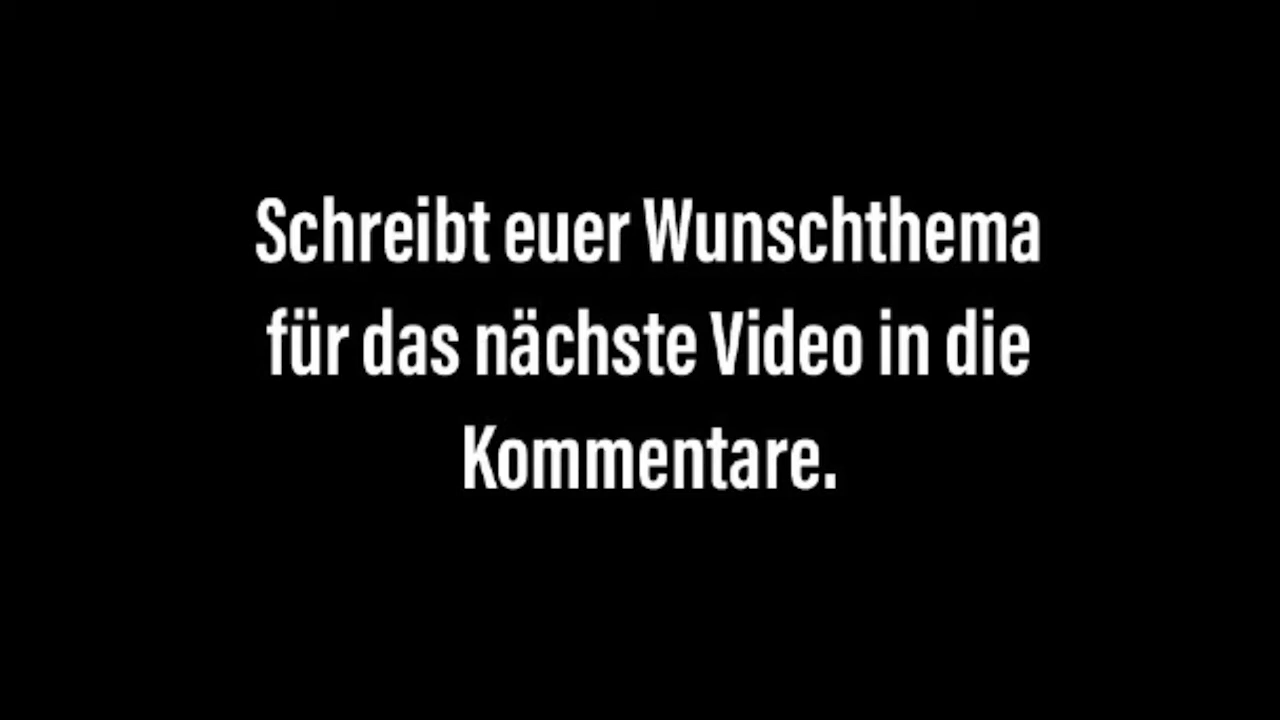 Schreibt euer Wunschthema
für das nächste Video in die
Kommentare.